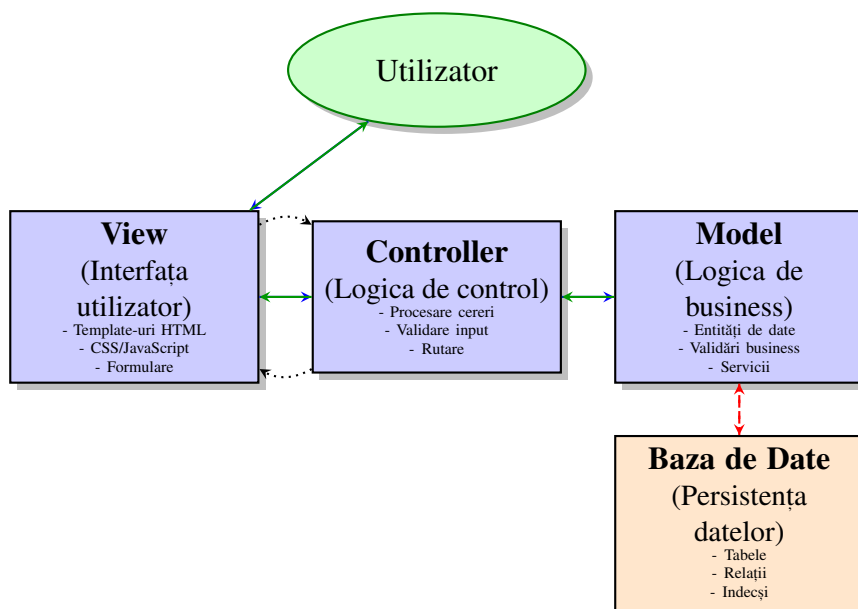 Utilizator
View
(Interfața
utilizator)
- Template-uri HTML
- CSS/JavaScript
- Formulare
Controller
(Logica de control)
- Procesare cereri
- Validare input
- Rutare
Model
(Logica de
business)
- Entități de date
- Validări business
- Servicii
Baza de Date
(Persistența
datelor)
- Tabele
- Relații
- Indecși